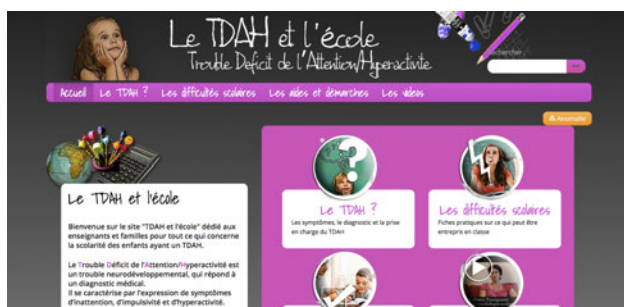 Le TDAH et l'école
Trouble Deficit de l'Attention/Hyperactivite
Rechercher
Accueil Le TDAH ? Les difficultés scolaires Les aides et démarches Les videos
Anomalie
Le TDAH et l'école
Bienvenue sur le site "TDAH et l'école" dédié aux
enseignants et familles pour tout ce qui concerne
la scolarité des enfants ayant un TDAH.
Le Trouble Déficit de l'Attention/Hyperactivité est
un trouble neurodéveloppemental, qui répond à
un diagnostic médical.
Il se caractérise par l'expression de symptômes
d'inattention, d'impulsivité et d'hyperactivité.
Le TDAH ?
Les symptômes, le diagnostic et la prise
en charge du TDAH
Les difficultés scolaires
Fiches pratiques sur ce qui peut être
entrepris en classe